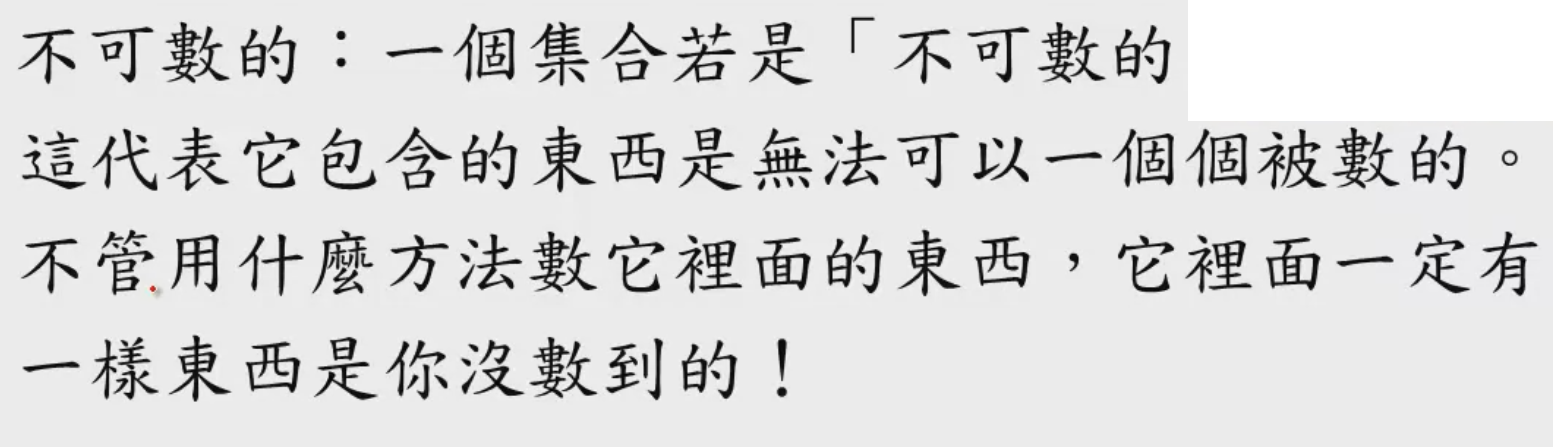 不可數的：一個集合若是「不可數的
這代表它包含的東西是無法可以一個個被數的。
不管用什麼方法數它裡面的東西，它裡面一定有
一樣東西是你沒數到的！